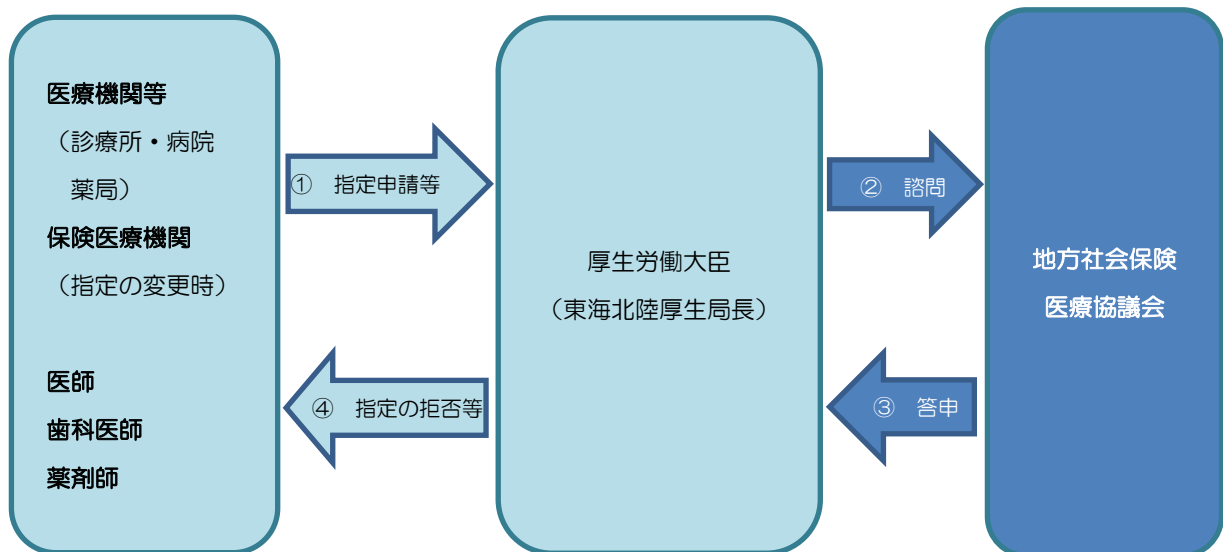 医療機関等
（診療所・病院
薬局）
保険医療機関
（指定の変更時）
医師
歯科医師
薬剤師
① 指定申請等
④ 指定の拒否等
厚生労働大臣
（東海北陸厚生局長）
② 諮問
③ 答申
地方社会保険
医療協議会